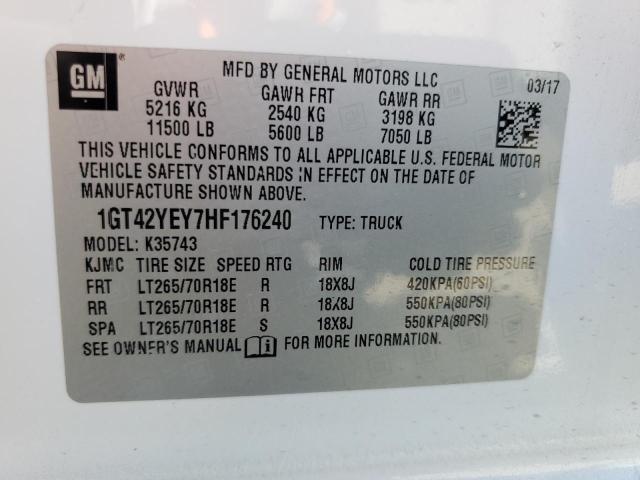 GM
MFD BY GENERAL MOTORS LLC 03/17
GVWR GAWR FRT GAWR RR
5216 KG 2540 KG 3198 KG
11500 LB 5600 LB 7050 LB
THIS VEHICLE CONFORMS TO ALL APPLICABLE U.S. FEDERAL MOTOR
VEHICLE SAFETY STANDARDS IN EFFECT ON THE DATE OF
MANUFACTURE SHOWN ABOVE.
1GT42YEY7HF176240 TYPE: TRUCK
MODEL: K35743
KJMC TIRE SIZE SPEED RTG RIM COLD TIRE PRESSURE
FRT LT265/70R18E R 18X8J 420KPA(60PSI)
RR LT265/70R18E R 18X8J 550KPA(80PSI)
SPA LT265/70R18E S 18X8J 550KPA(80PSI)
SEE OWNER'S MANUAL FOR MORE INFORMATION.